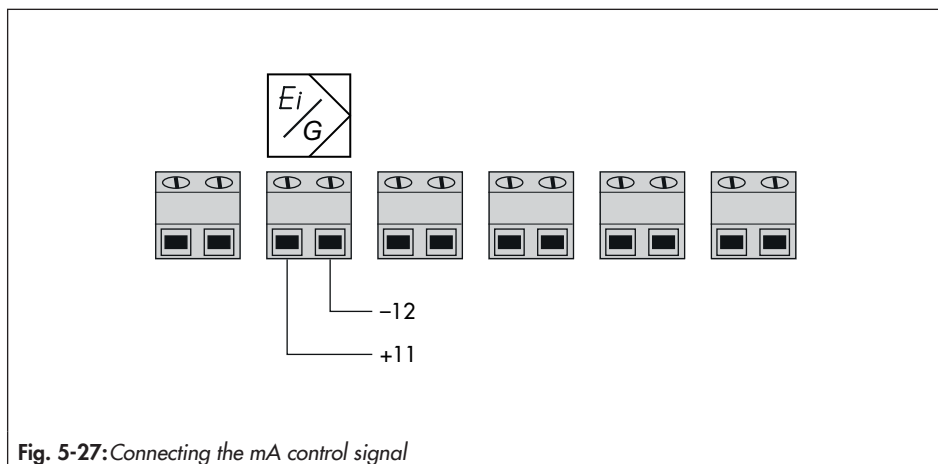 Ei
/G
−12
+11
Fig. 5-27: Connecting the mA control signal